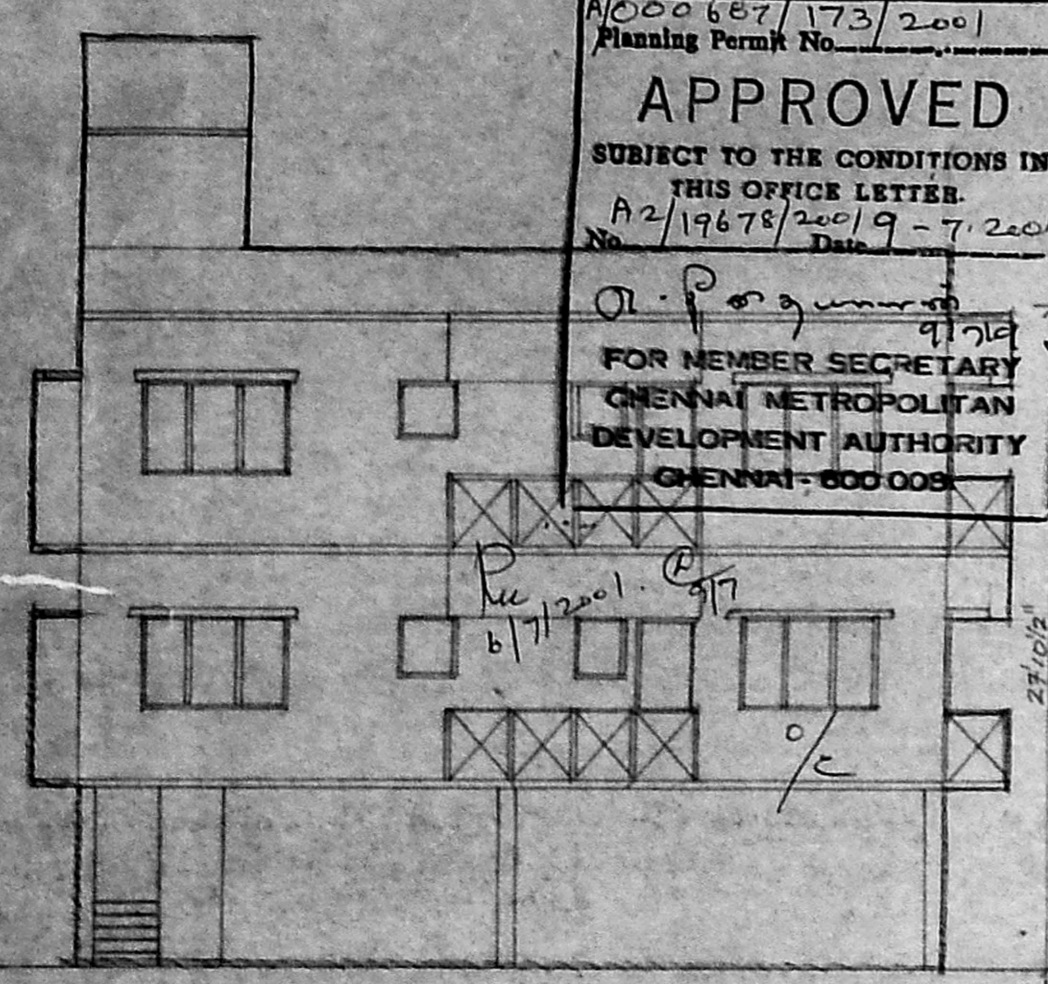 A/000687/173/2001
Planning Permit No
APPROVED
SUBJECT TO THE CONDITIONS IN
THIS OFFICE LETTER.
A2/19678/2001 9-7.200
No Date
FOR MEMBER SECRETARY
CHENNAI METROPOLITAN
DEVELOPMENT AUTHORITY
CHENNAI - 600 008
6/7/2001.
9/7
27'10½"
o/c